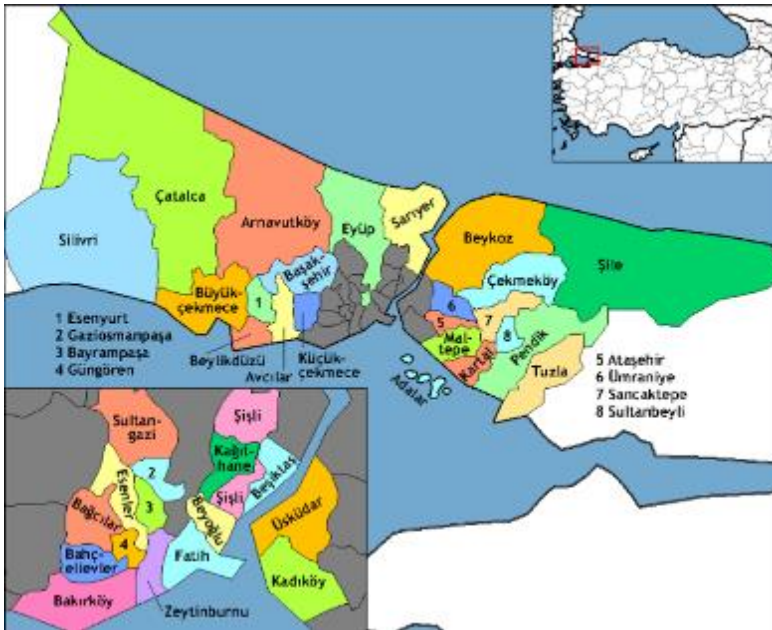 Çatalca
Silivri
Arnavutköy
Eyüp
Sarıyer
Beykoz
Şile
Başak-
şehir
Büyük-
çekmece
1
Çekmeköy
6
5
7
8
Mal-
tepe
Kartal
Pendik
Tuzla
Adalar
Beylikdüzü
Avcılar
Küçük-
çekmece
1 Esenyurt
2 Gaziosmanpaşa
3 Bayrampaşa
4 Güngören
5 Ataşehir
6 Ümraniye
7 Sancaktepe
8 Sultanbeyli
Sultan-
gazi
Şişli
Kağıt-
hane
Beşiktaş
Esenler
2
3
Şişli
Beyoğlu
Üsküdar
Bağcılar
4
Bahç-
elievler
Fatih
Kadıköy
Bakırköy
Zeytinburnu